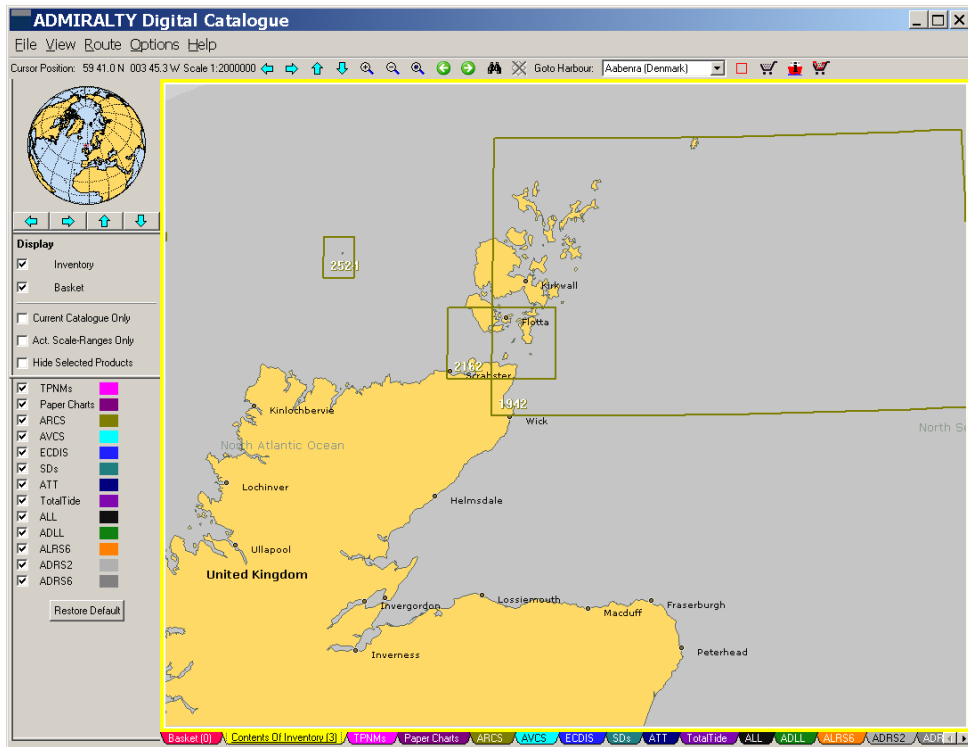 ADMIRALTY Digital Catalogue
File View Route Options Help
Cursor Position: 59 41.0 N 003 45.3 W Scale 1:2000000 Goto Harbour: Aabenra (Denmark)
Display
Inventory
Basket
Current Catalogue Only
Act. Scale-Ranges Only
Hide Selected Products
TPNMs
Paper Charts
ARCS
AVCS
ECDIS
SDs
ATT
TotalTide
ALL
ADLL
ALRS6
ADRS2
ADRS6
Restore Default
2524
Kirkwall
Flotta
2162
Scrabster
1942
Kinlochbervie
Wick
North Atlantic Ocean
North Se
Lochinver
Helmsdale
Ullapool
United Kingdom
Invergordon
Lossiemouth
Macduff
Fraserburgh
Inverness
Peterhead
Basket (0) Contents Of Inventory (3) TPNMs Paper Charts ARCS AVCS ECDIS SDs ATT TotalTide ALL ADLL ALRS6 ADRS2 ADR